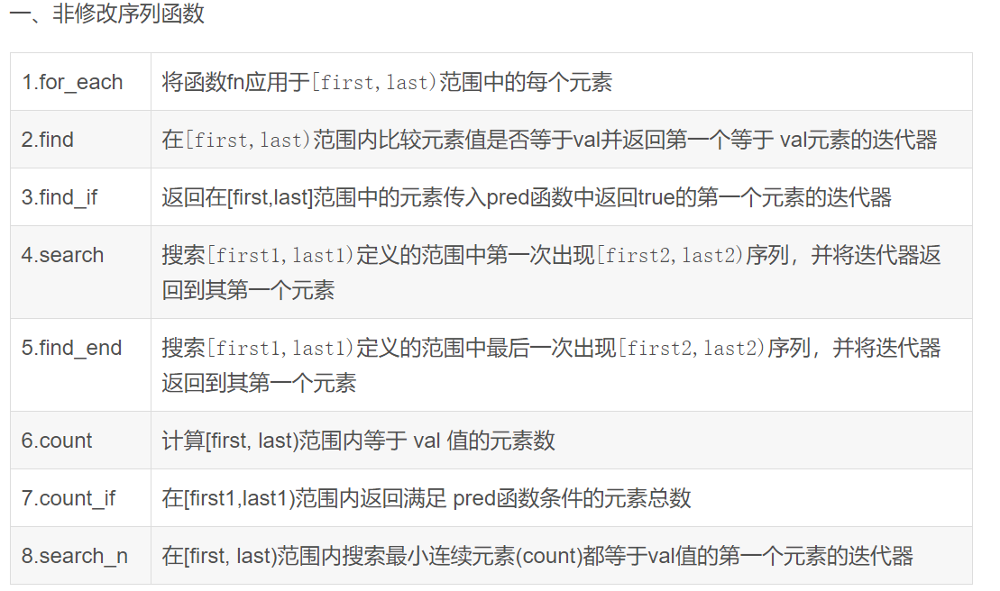 一、非修改序列函数
1.for_each 将函数fn应用于[first,last)范围中的每个元素
2.find 在[first,last)范围内比较元素值是否等于val并返回第一个等于 val元素的迭代器
3.find_if 返回在[first,last]范围中的元素传入pred函数中返回true的第一个元素的迭代器
4.search 搜索[first1,last1)定义的范围中第一次出现[first2,last2)序列，并将迭代器返
回到其第一个元素
5.find_end 搜索[first1,last1)定义的范围中最后一次出现[first2,last2)序列，并将迭代器
返回到其第一个元素
6.count 计算[first, last)范围内等于 val 值的元素数
7.count_if 在[first1,last1)范围内返回满足 pred函数条件的元素总数
8.search_n 在[first, last)范围内搜索最小连续元素(count)都等于val值的第一个元素的迭代器